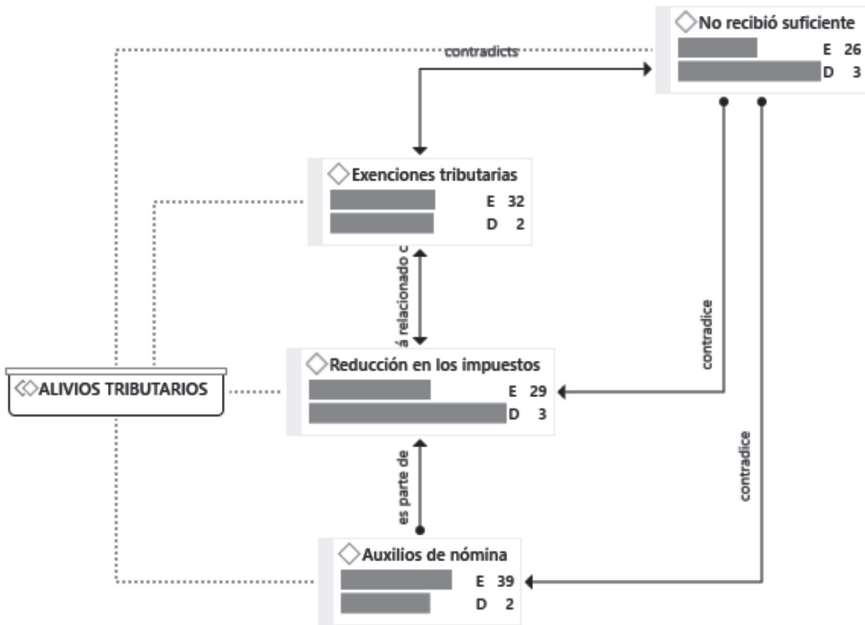 No recibió suficiente
E 26
D 3
contradicts
Exenciones tributarias
E 32
D 2
á relacionado c
contradice
Reducción en los impuestos
E 29
D 3
ALIVIOS TRIBUTARIOS
es parte de
contradice
Auxilios de nómina
E 39
D 2